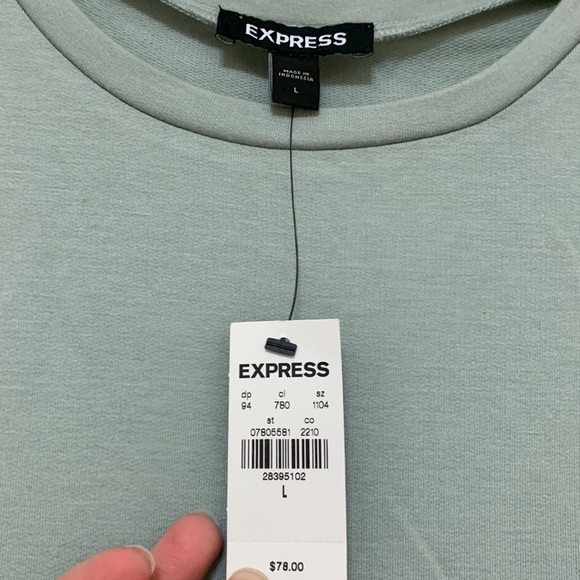 EXPRESS
MADE IN
INDONESIA
L
EXPRESS
dp cl sz
94 780 1104
st co
07805581 2210
28395102
L
$78.00